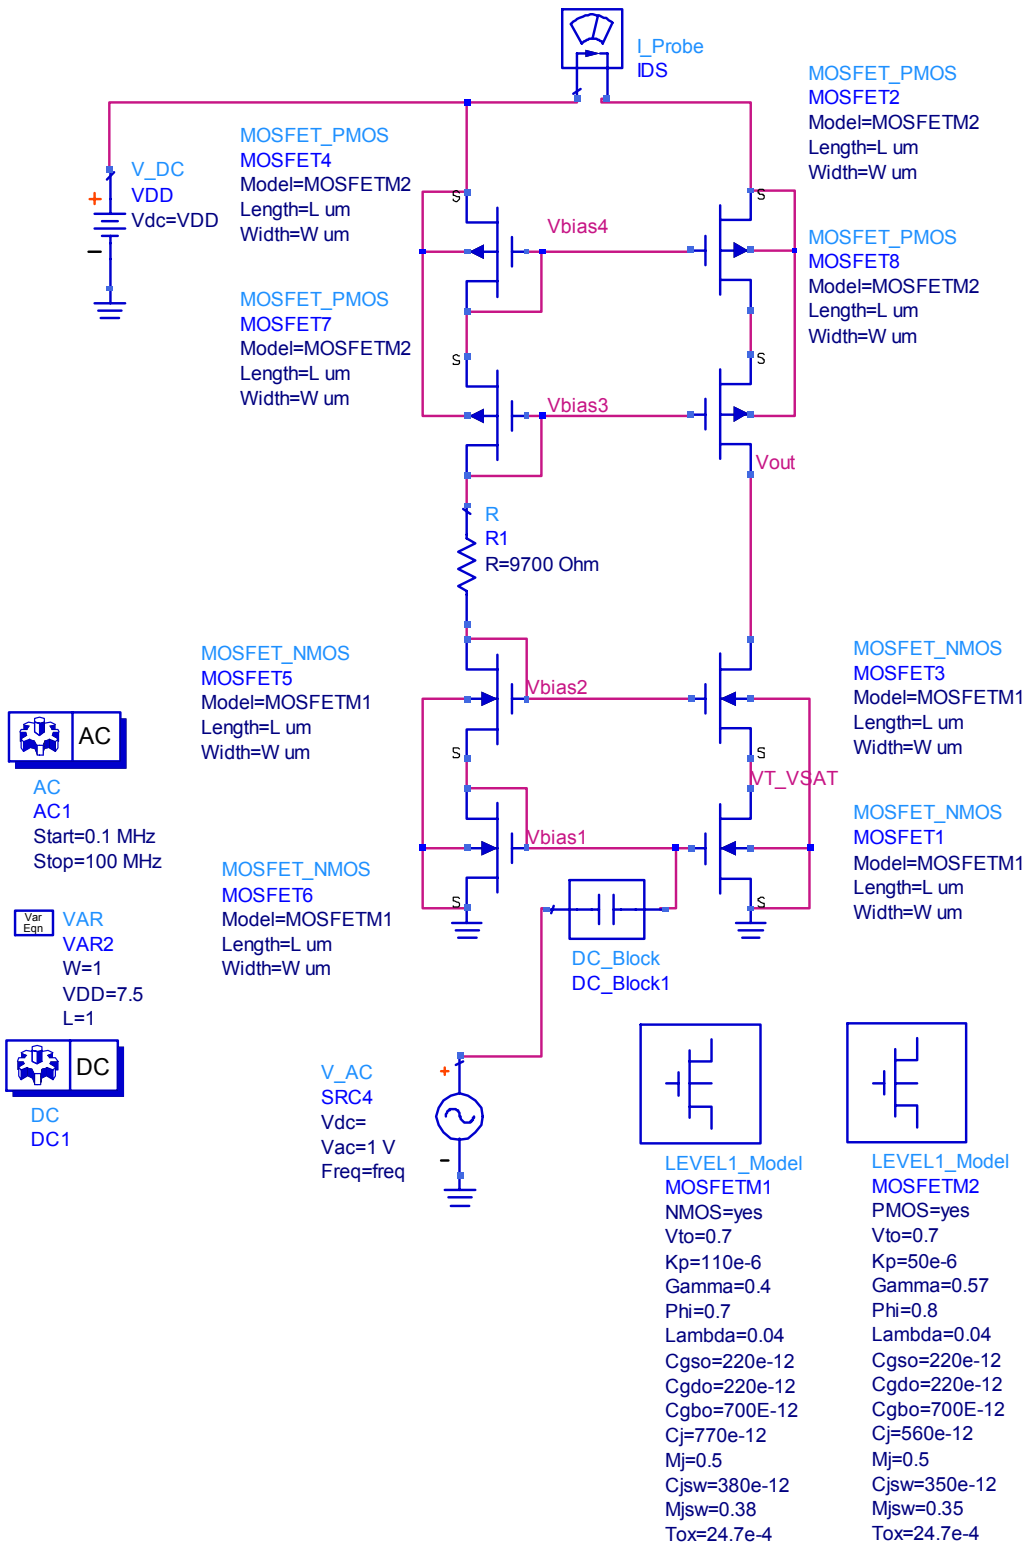 I_Probe
IDS
MOSFET_PMOS
MOSFET2
Model=MOSFETM2
Length=L um
Width=W um
MOSFET_PMOS
MOSFET4
Model=MOSFETM2
Length=L um
Width=W um
V_DC
VDD
Vdc=VDD
+
−
S
S
Vbias4
MOSFET_PMOS
MOSFET8
Model=MOSFETM2
Length=L um
Width=W um
MOSFET_PMOS
MOSFET7
Model=MOSFETM2
Length=L um
Width=W um
S
S
Vbias3
Vout
R
R1
R=9700 Ohm
MOSFET_NMOS
MOSFET5
Model=MOSFETM1
Length=L um
Width=W um
Vbias2
MOSFET_NMOS
MOSFET3
Model=MOSFETM1
Length=L um
Width=W um
S
S
VT_VSAT
AC
AC
AC1
Start=0.1 MHz
Stop=100 MHz
Vbias1
MOSFET_NMOS
MOSFET1
Model=MOSFETM1
Length=L um
Width=W um
MOSFET_NMOS
MOSFET6
Model=MOSFETM1
Length=L um
Width=W um
S
S
DC_Block
DC_Block1
Var
Eqn
VAR
VAR2
W=1
VDD=7.5
L=1
DC
DC
DC1
+
−
V_AC
SRC4
Vdc=
Vac=1 V
Freq=freq
LEVEL1_Model
MOSFETM1
NMOS=yes
Vto=0.7
Kp=110e-6
Gamma=0.4
Phi=0.7
Lambda=0.04
Cgso=220e-12
Cgdo=220e-12
Cgbo=700E-12
Cj=770e-12
Mj=0.5
Cjsw=380e-12
Mjsw=0.38
Tox=24.7e-4
LEVEL1_Model
MOSFETM2
PMOS=yes
Vto=0.7
Kp=50e-6
Gamma=0.57
Phi=0.8
Lambda=0.04
Cgso=220e-12
Cgdo=220e-12
Cgbo=700E-12
Cj=560e-12
Mj=0.5
Cjsw=350e-12
Mjsw=0.35
Tox=24.7e-4